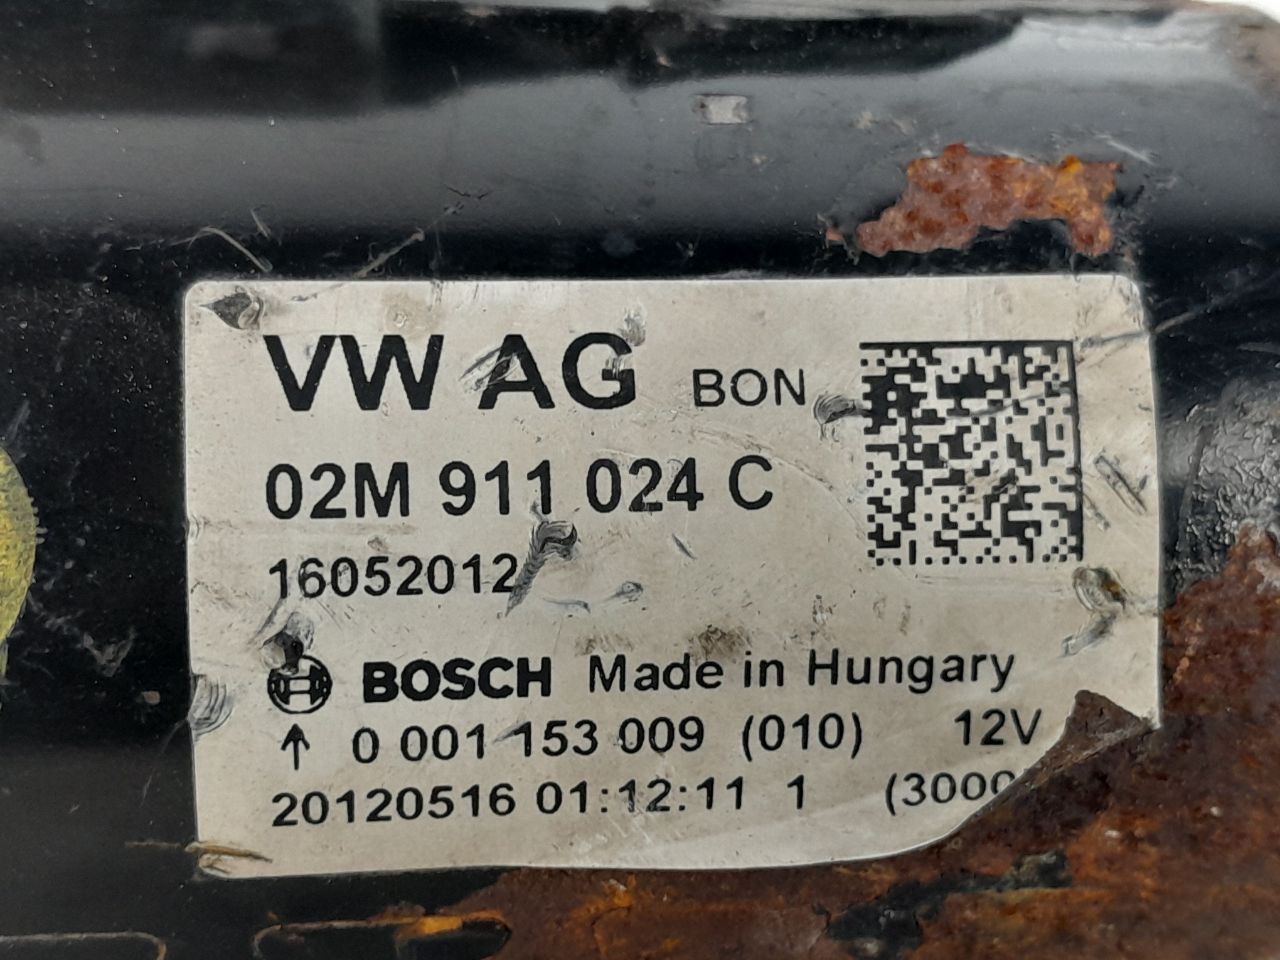 VW AG BON
02M 911 024 C
16052012
BOSCH Made in Hungary
↑ 0 001 153 009 (010) 12V
20120516 01:12:11 1 (3000